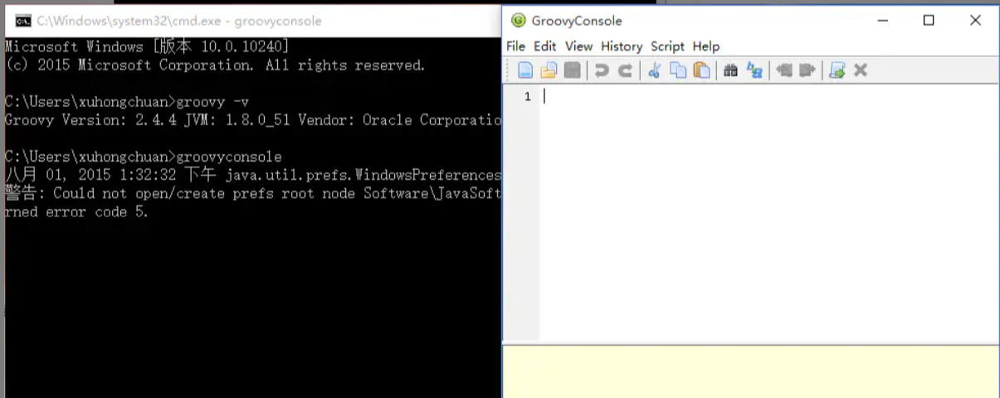 C:\Windows\system32\cmd.exe - groovyconsole
Microsoft Windows [版本 10.0.10240]
(c) 2015 Microsoft Corporation. All rights reserved.
C:\Users\xuhongchuan>groovy -v
Groovy Version: 2.4.4 JVM: 1.8.0_51 Vendor: Oracle Corporatio
C:\Users\xuhongchuan>groovyconsole
八月 01, 2015 1:32:32 下午 java.util.prefs.WindowsPreferences
警告: Could not open/create prefs root node Software\JavaSoft
rned error code 5.
GroovyConsole
File Edit View History Script Help
1